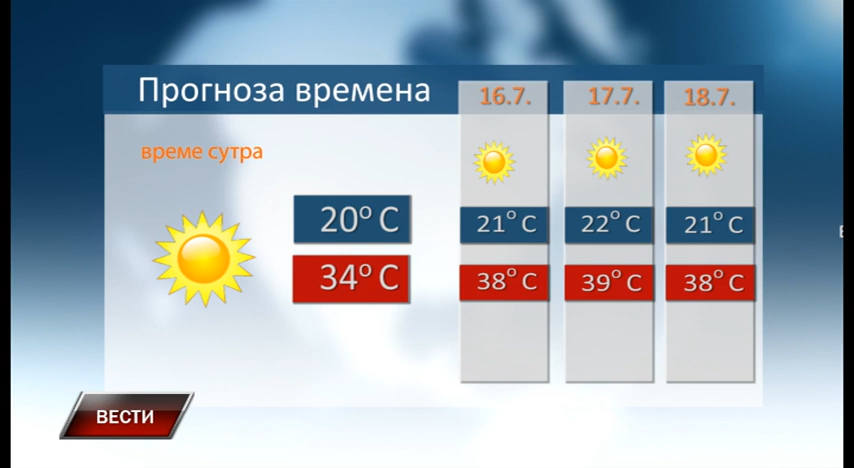 Прогноза времена
време сутра
20° C
34° C
16.7.
21° C
38° C
17.7.
22° C
39° C
18.7.
21° C
38° C
ВЕСТИ